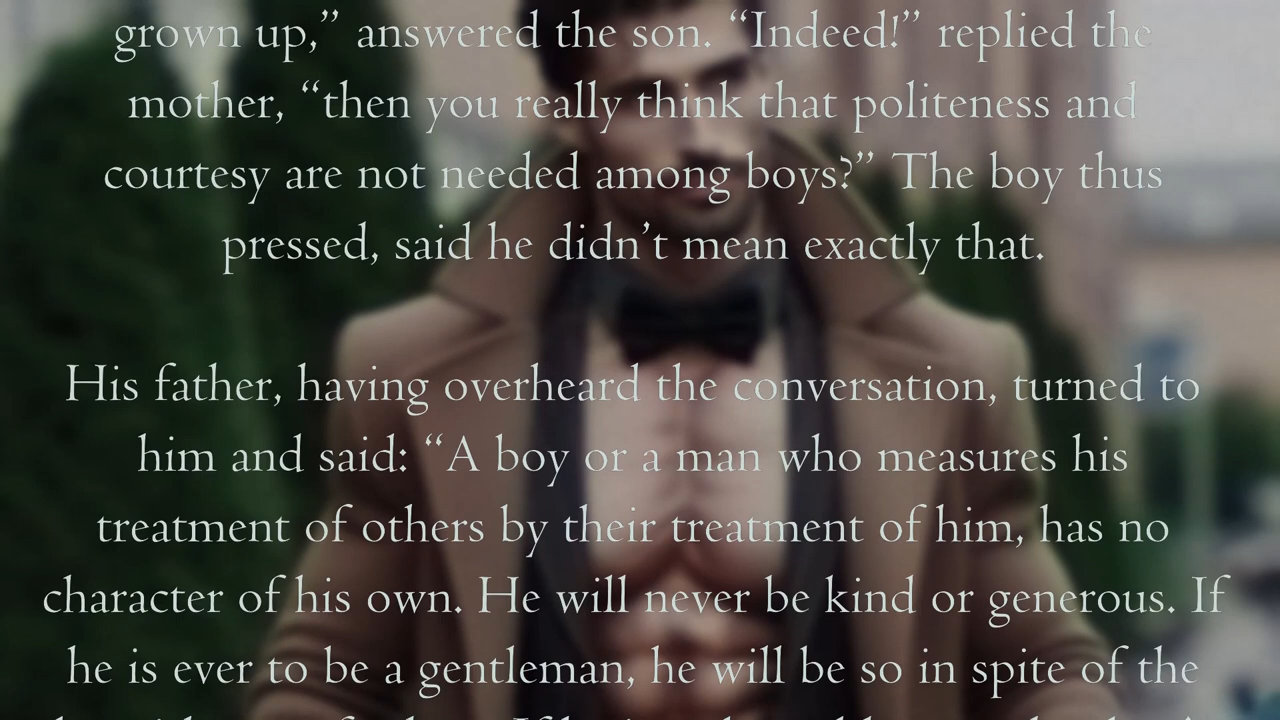 grown up,” answered the son. “Indeed!” replied the
mother, “then you really think that politeness and
courtesy are not needed among boys?” The boy thus
pressed, said he didn’t mean exactly that.
His father, having overheard the conversation, turned to
him and said: “A boy or a man who measures his
treatment of others by their treatment of him, has no
character of his own. He will never be kind or generous. If
he is ever to be a gentleman, he will be so in spite of the